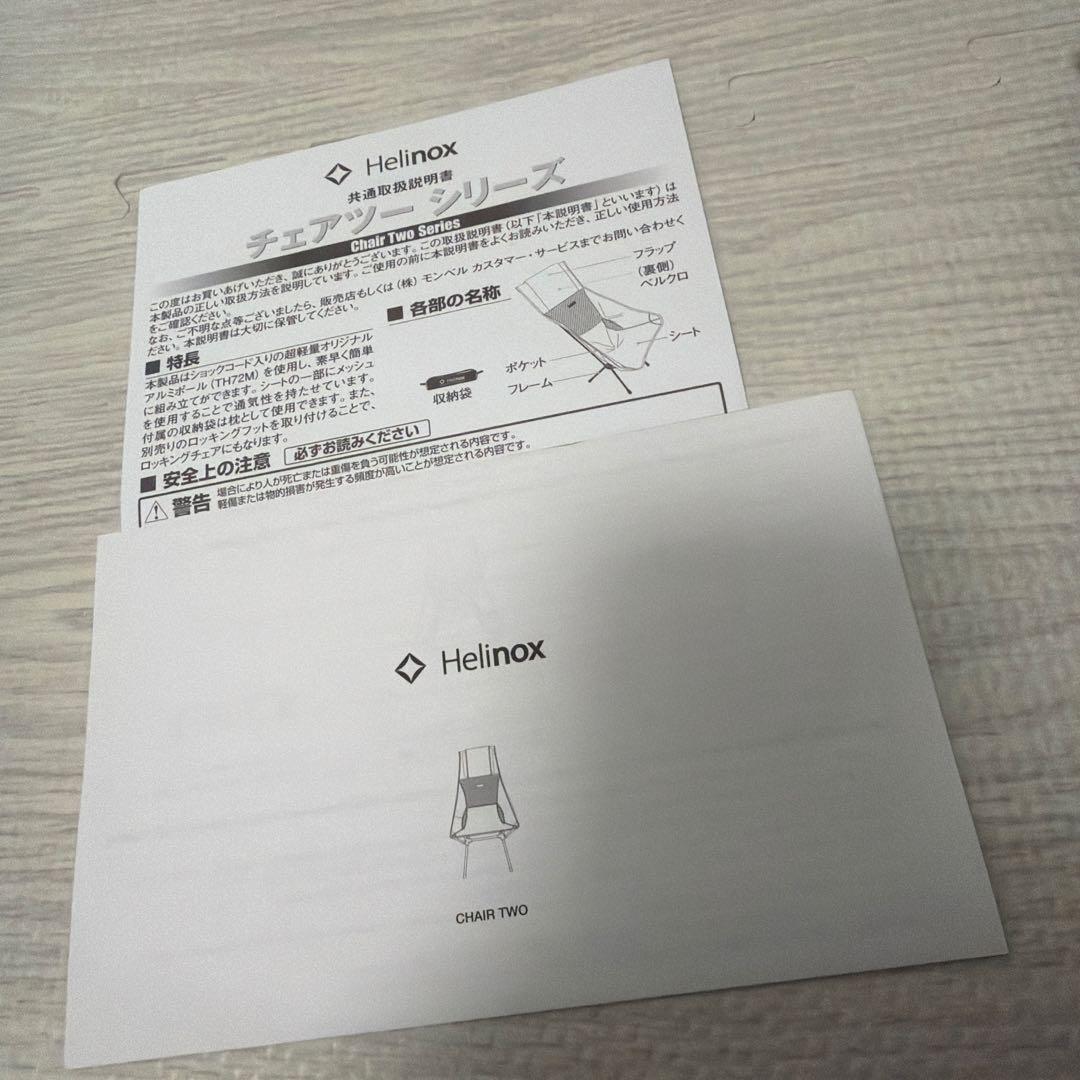 Helinox
共通取扱説明書
チェアツー シリーズ
Chair Two Series
この度はお買いあげいただき、誠にありがとうございます。この取扱説明書（以下「本説明書」といいます）は
本製品の正しい取扱方法を説明しています。ご使用の前に本説明書をよくお読みいただき、正しい使用方法
をご確認ください。
なお、ご不明な点等ございましたら、販売店もしくは（株）モンベル カスタマー・サービスまでお問い合わせく
ださい。本説明書は大切に保管してください。
■ 特長
本製品はショックコード入りの超軽量オリジナル
アルミポール（TH72M）を使用し、素早く簡単
に組み立てができます。シートの一部にメッシュ
を使用することで通気性を持たせています。
付属の収納袋は枕として使用できます。また、
別売りのロッキングフットを取り付けることで、
ロッキングチェアにもなります。
■ 各部の名称
フラップ
（裏側）
ベルクロ
シート
ポケット
フレーム
収納袋
■ 安全上の注意 必ずお読みください
警告
場合により人が死亡または重傷を負う可能性が想定される内容です。
軽傷または物的損害が発生する頻度が高いことが想定される内容です。
Helinox
CHAIR TWO